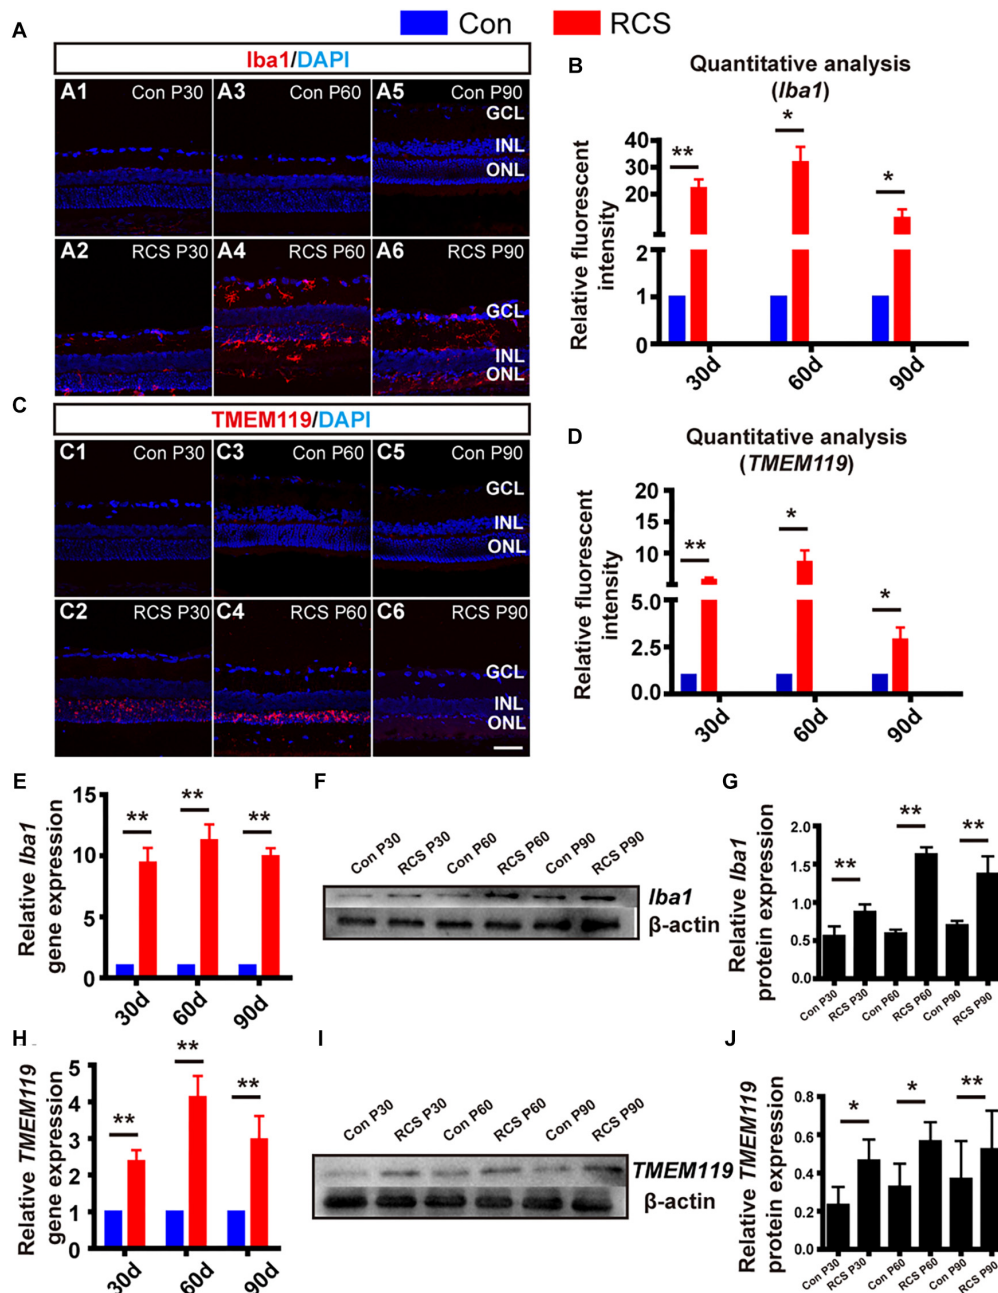 Con RCS
A
Iba1/DAPI
A1 Con P30
A3 Con P60
A5 Con P90
GCL
INL
ONL
A2 RCS P30
A4 RCS P60
A6 RCS P90
GCL
INL
ONL
B
Quantitative analysis
(Iba1)
Relative fluorescent
intensity
40
30
20
2
1
0
** * *
30d 60d 90d
C
TMEM119/DAPI
C1 Con P30
C3 Con P60
C5 Con P90
GCL
INL
ONL
C2 RCS P30
C4 RCS P60
C6 RCS P90
GCL
INL
ONL
D
Quantitative analysis
(TMEM119)
Relative fluorescent
intensity
20
15
10
5.0
2.5
0.0
** * *
30d 60d 90d
E
Relative Iba1
gene expression
15
10
5
0
** ** **
30d 60d 90d
F
Con P30 RCS P30 Con P60 RCS P60 Con P90 RCS P90
Iba1
β-actin
G
Relative Iba1
protein expression
2.0
1.5
1.0
0.5
0.0
** ** **
Con P30 RCS P30 Con P60 RCS P60 Con P90 RCS P90
H
Relative TMEM119
gene expression
5
4
3
2
1
0
** ** **
30d 60d 90d
I
Con P30 RCS P30 Con P60 RCS P60 Con P90 RCS P90
TMEM119
β-actin
J
Relative TMEM119
protein expression
0.8
0.6
0.4
0.2
0.0
* * **
Con P30 RCS P30 Con P60 RCS P60 Con P90 RCS P90